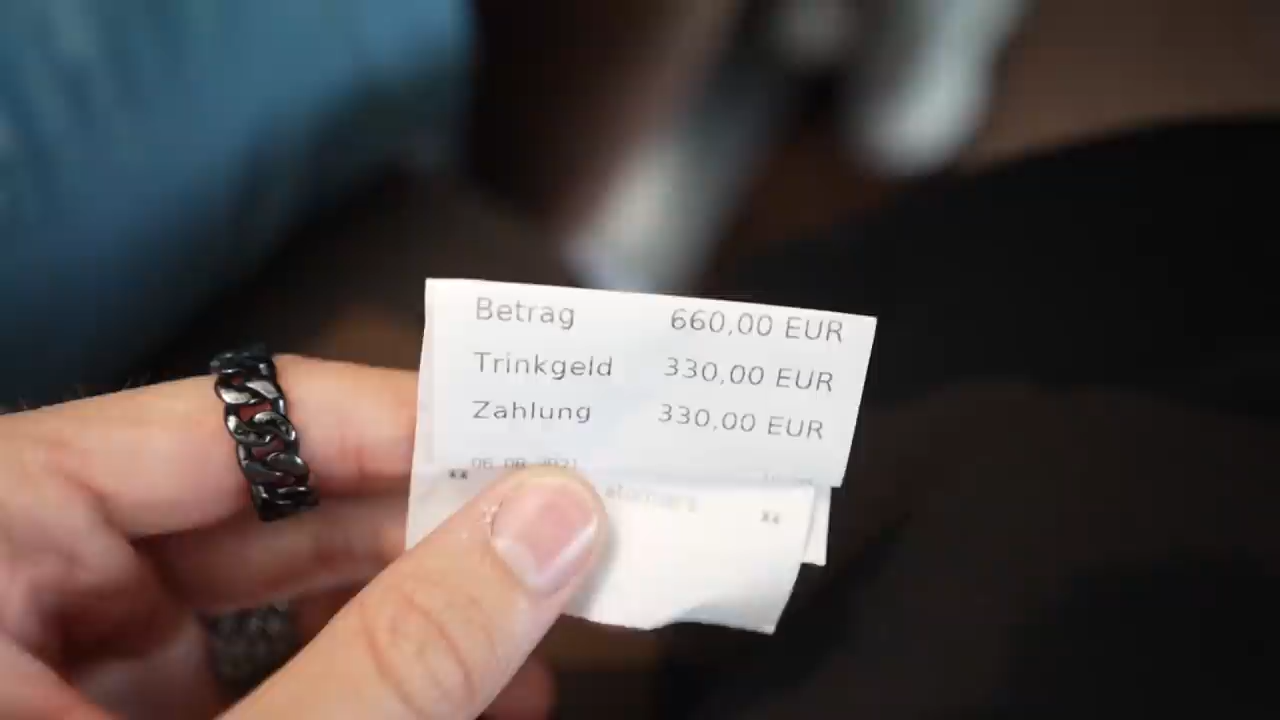 Betrag 660,00 EUR
Trinkgeld 330,00 EUR
Zahlung 330,00 EUR
**
**